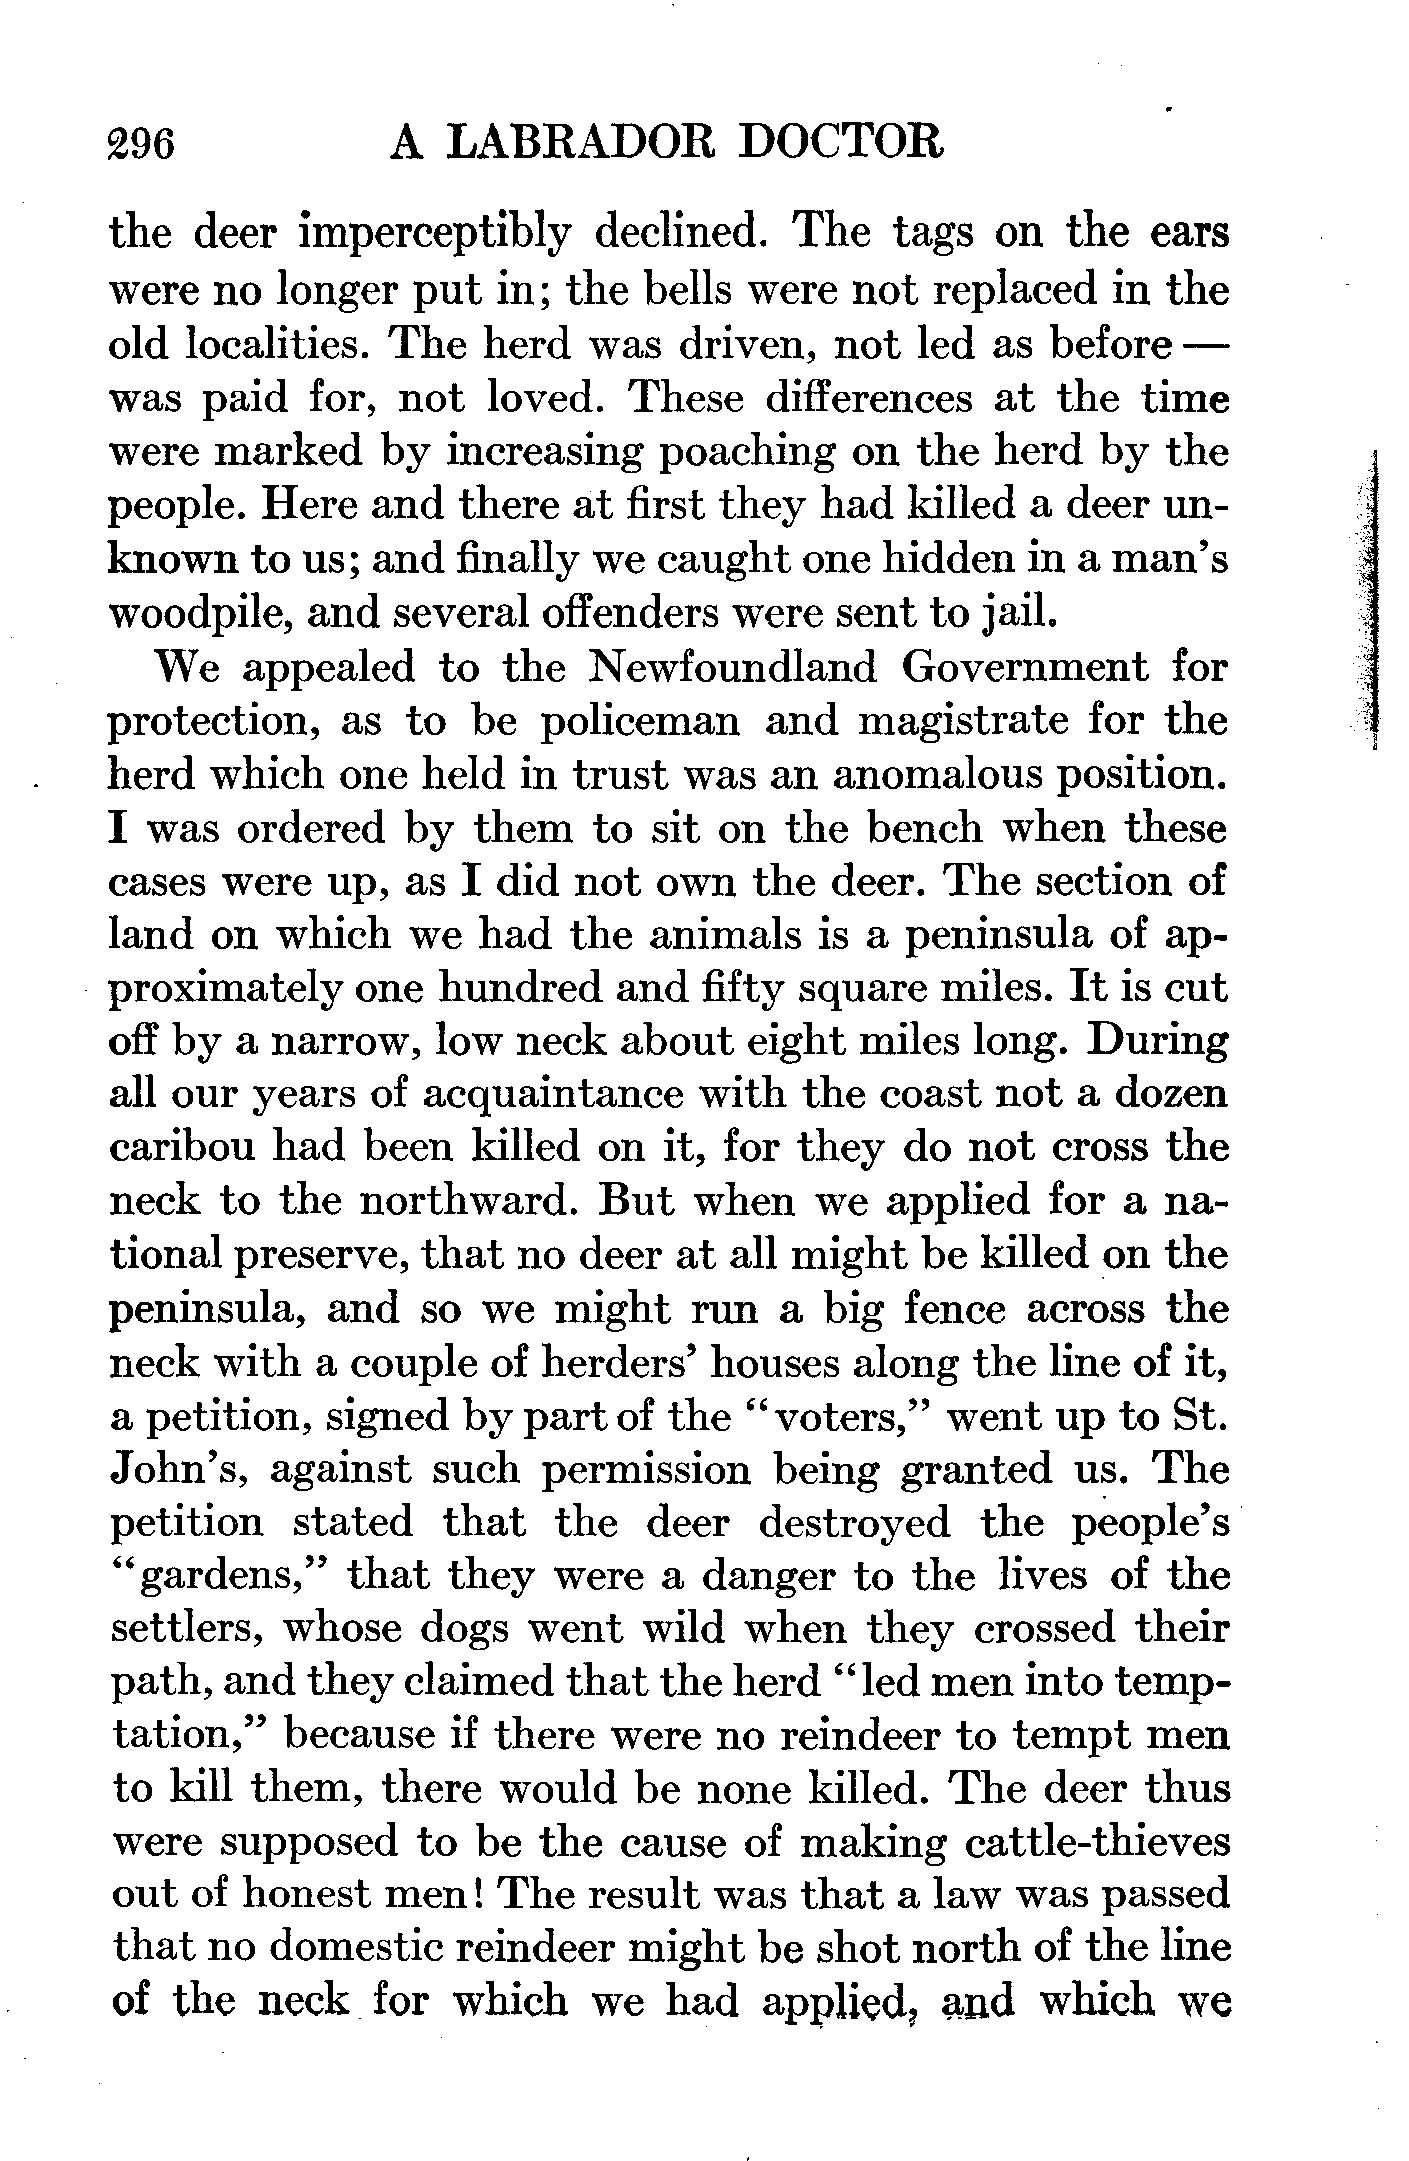 296 A LABRADOR DOCTOR
the deer imperceptibly declined. The tags on the ears
were no longer put in; the bells were not replaced in the
old localities. The herd was driven, not led as before —
was paid for, not loved. These differences at the time
were marked by increasing poaching on the herd by the
people. Here and there at first they had killed a deer un-
known to us; and finally we caught one hidden in a man's
woodpile, and several offenders were sent to jail.
We appealed to the Newfoundland Government for
protection, as to be policeman and magistrate for the
herd which one held in trust was an anomalous position.
I was ordered by them to sit on the bench when these
cases were up, as I did not own the deer. The section of
land on which we had the animals is a peninsula of ap-
proximately one hundred and fifty square miles. It is cut
off by a narrow, low neck about eight miles long. During
all our years of acquaintance with the coast not a dozen
caribou had been killed on it, for they do not cross the
neck to the northward. But when we applied for a na-
tional preserve, that no deer at all might be killed on the
peninsula, and so we might run a big fence across the
neck with a couple of herders' houses along the line of it,
a petition, signed by part of the "voters," went up to St.
John's, against such permission being granted us. The
petition stated that the deer destroyed the people's
"gardens," that they were a danger to the lives of the
settlers, whose dogs went wild when they crossed their
path, and they claimed that the herd "led men into temp-
tation," because if there were no reindeer to tempt men
to kill them, there would be none killed. The deer thus
were supposed to be the cause of making cattle-thieves
out of honest men! The result was that a law was passed
that no domestic reindeer might be shot north of the line
of the neck for which we had applied, and which we